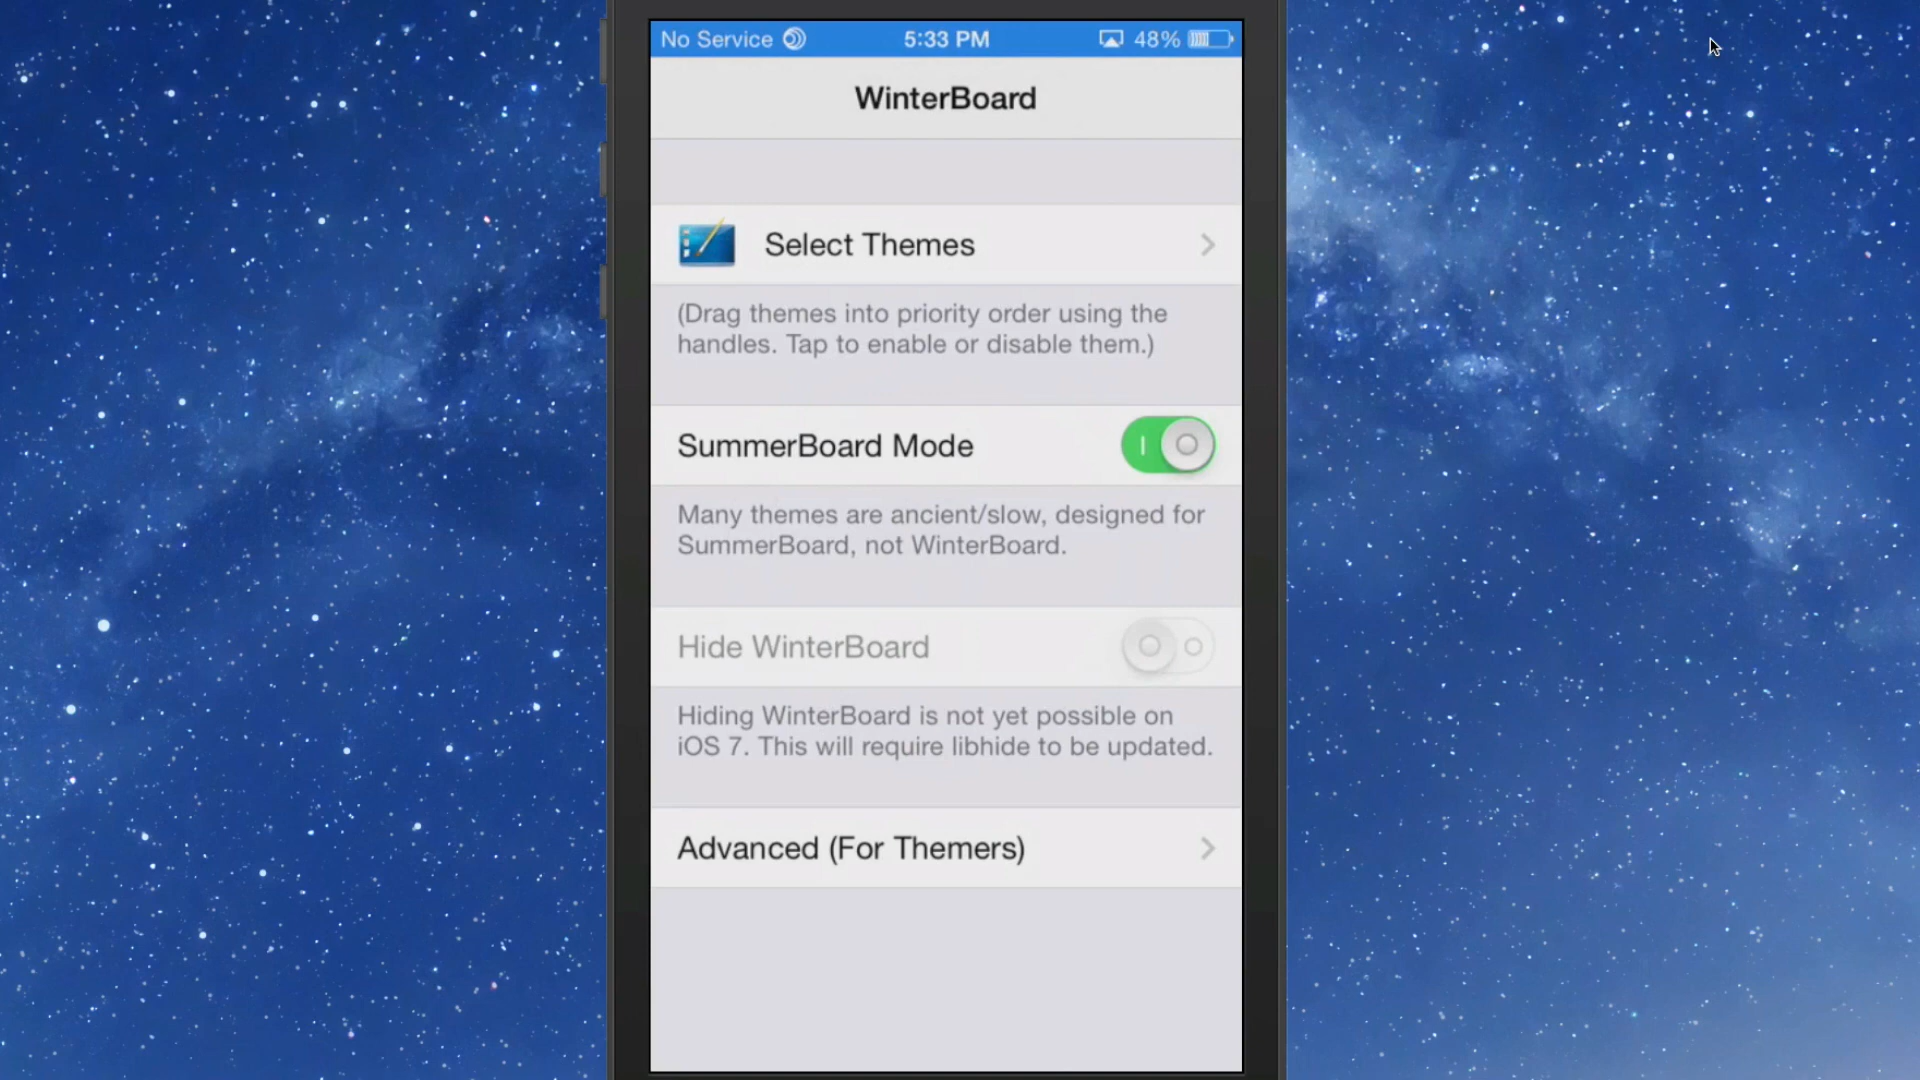 No Service 5:33 PM 48%
WinterBoard
Select Themes
(Drag themes into priority order using the
handles. Tap to enable or disable them.)
SummerBoard Mode
Many themes are ancient/slow, designed for
SummerBoard, not WinterBoard.
Hide WinterBoard
Hiding WinterBoard is not yet possible on
iOS 7. This will require libhide to be updated.
Advanced (For Themers)